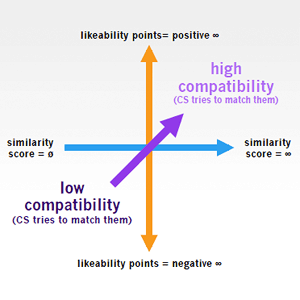 likeability points= positive ∞
high
compatibility
(CS tries to match them)
similarity
score = ø
similarity
score = ∞
low
compatibility
(CS tries to match them)
likeability points = negative ∞